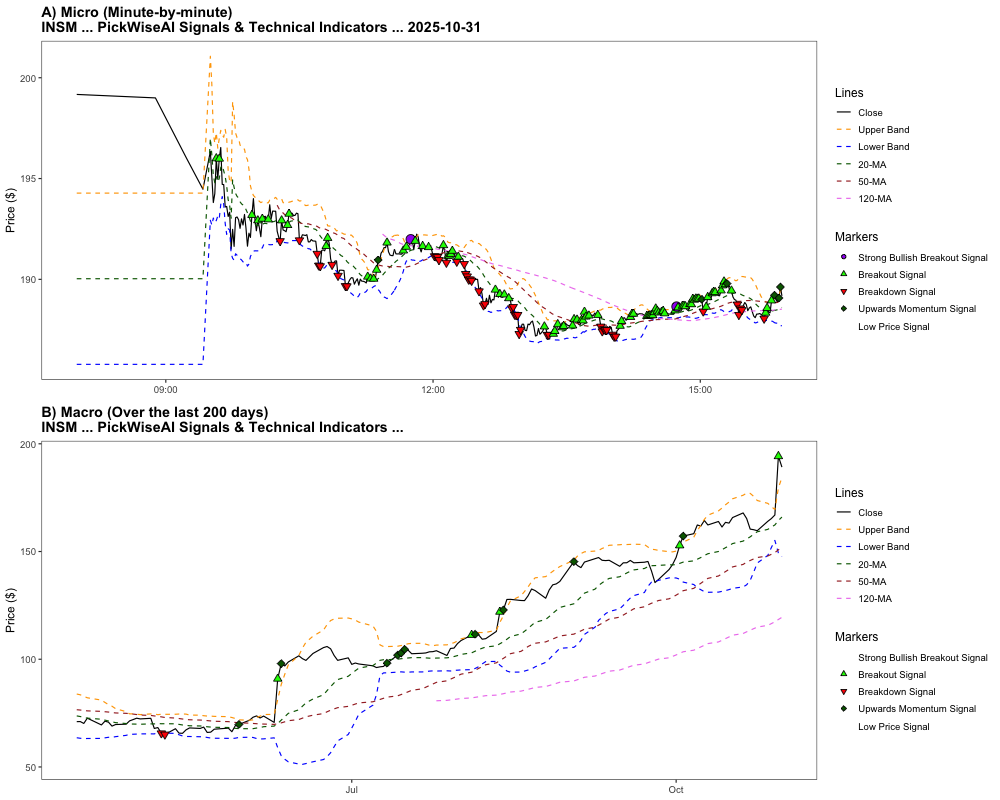 A) Micro (Minute-by-minute)
INSM ... PickWiseAI Signals & Technical Indicators ... 2025-10-31
200
195
190
Price ($)
09:00
12:00
15:00
Lines
Close
Upper Band
Lower Band
20-MA
50-MA
120-MA
Markers
Strong Bullish Breakout Signal
Breakout Signal
Breakdown Signal
Upwards Momentum Signal
Low Price Signal
B) Macro (Over the last 200 days)
INSM ... PickWiseAI Signals & Technical Indicators ...
200
150
100
50
Price ($)
Jul
Oct
Lines
Close
Upper Band
Lower Band
20-MA
50-MA
120-MA
Markers
Strong Bullish Breakout Signal
Breakout Signal
Breakdown Signal
Upwards Momentum Signal
Low Price Signal